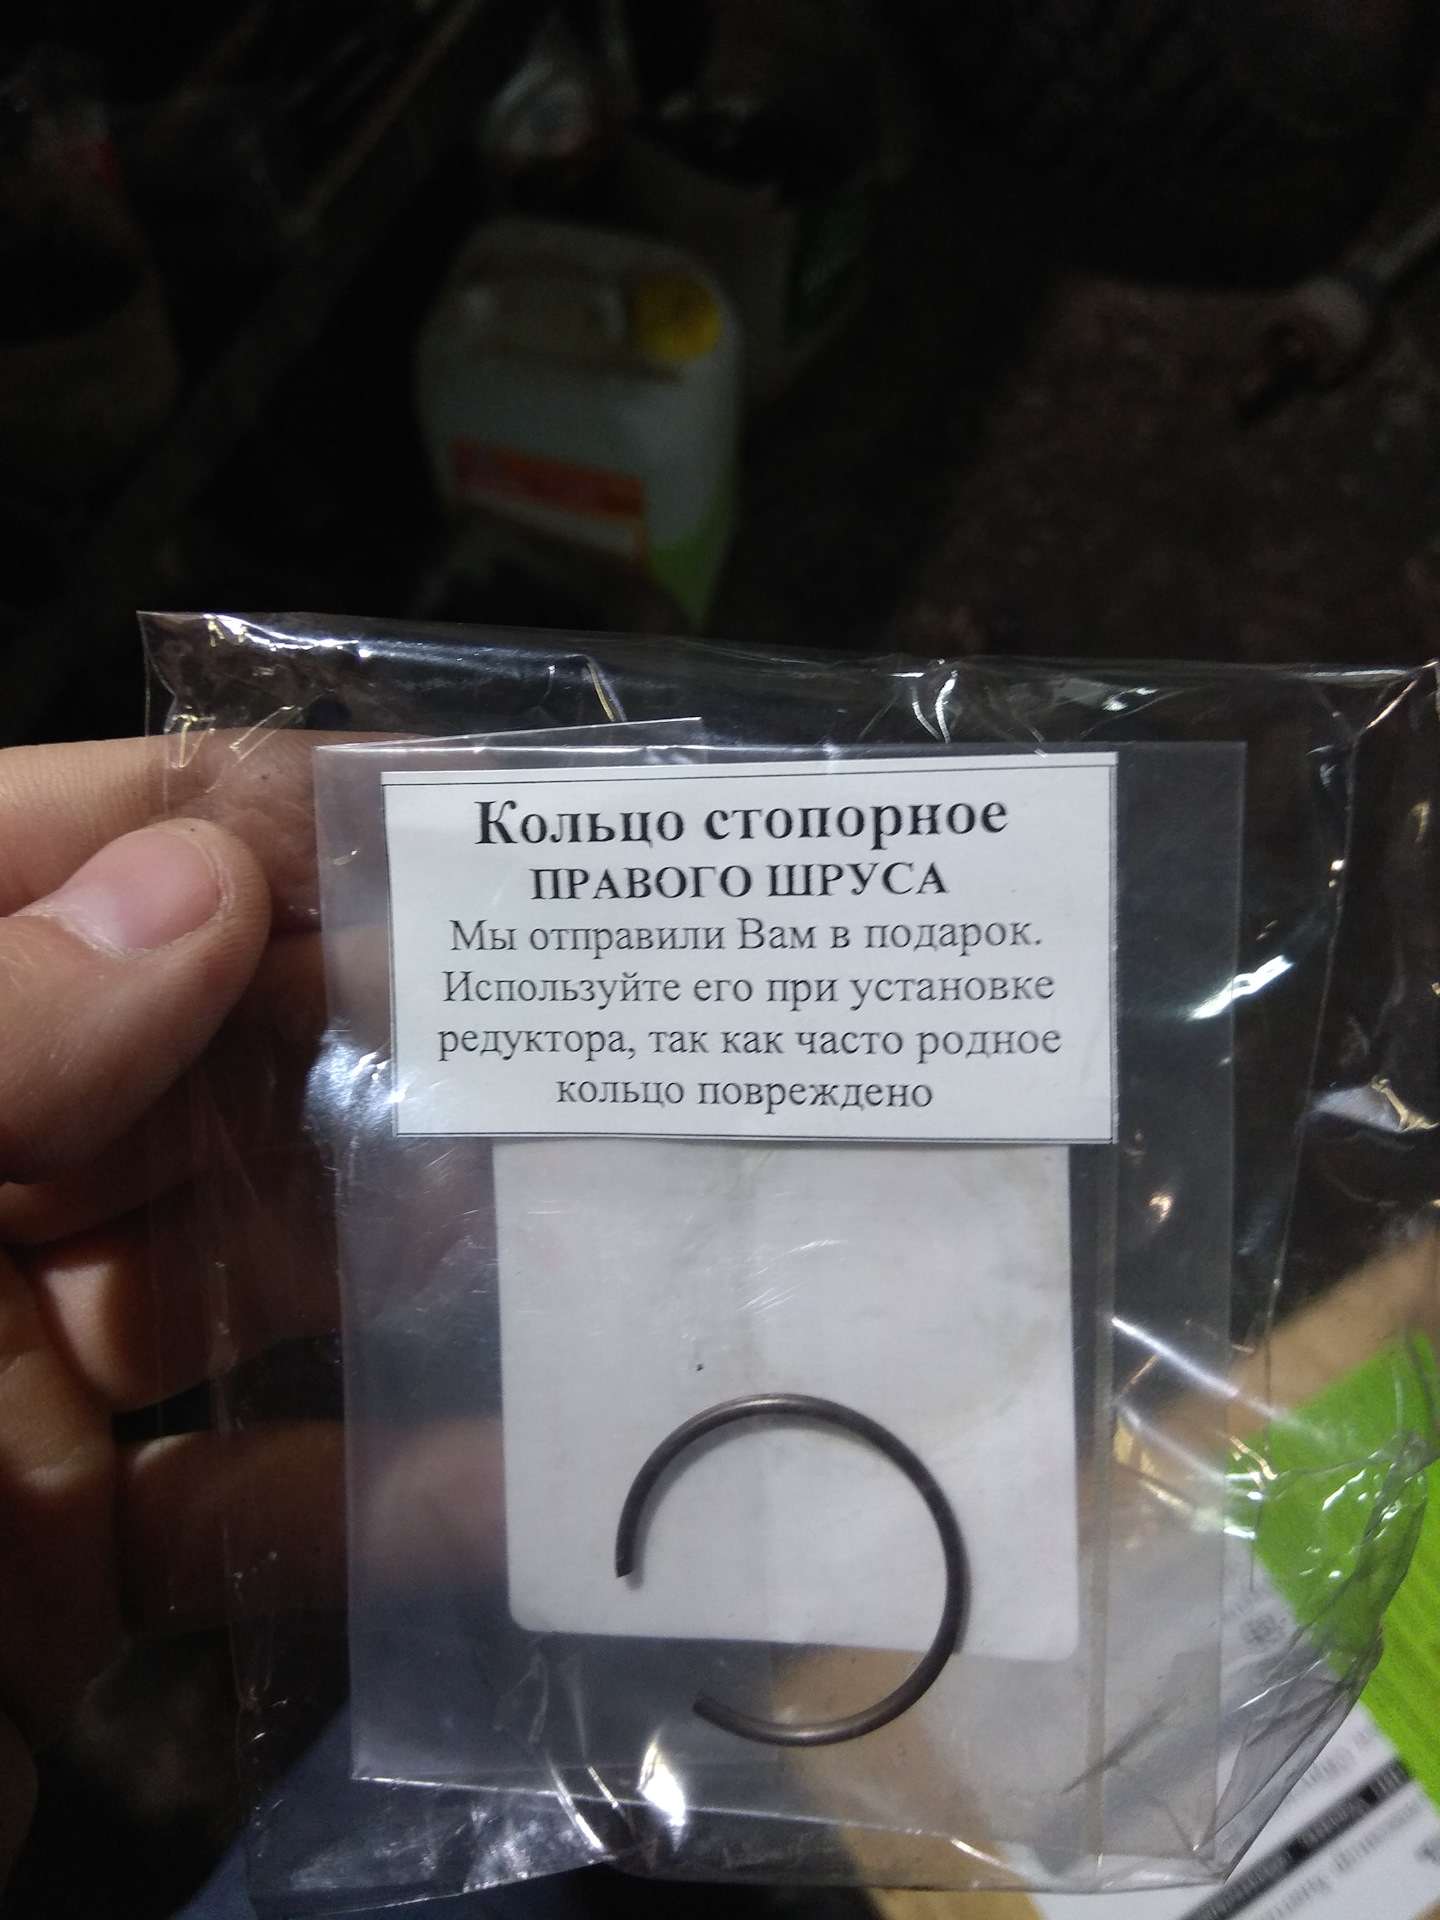 Кольцо стопорное
ПРАВОГО ШРУСА
Мы отправили Вам в подарок.
Используйте его при установке
редуктора, так как часто родное
кольцо повреждено